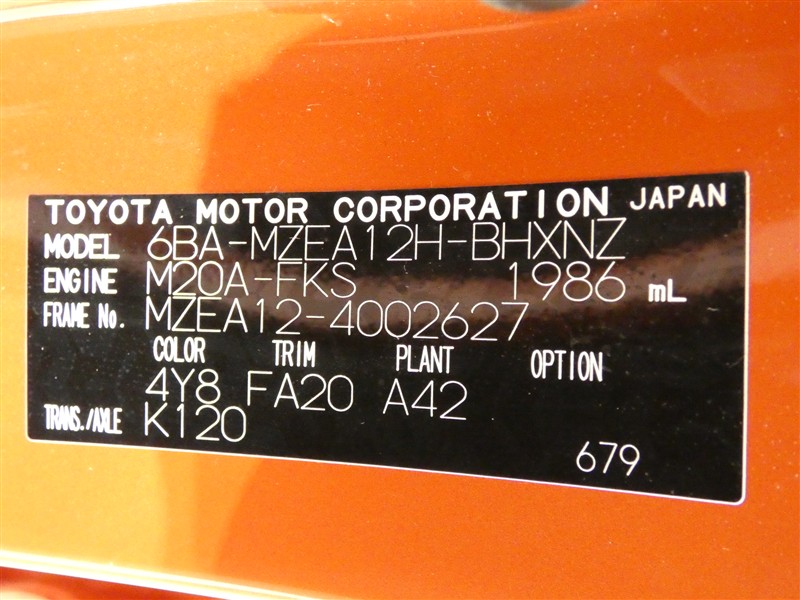 TOYOTA MOTOR CORPORATION JAPAN
MODEL 6BA-MZEA12H-BHXNZ
ENGINE M20A-FKS 1986 mL
FRAME No. MZEA12-4002627
COLOR TRIM PLANT OPTION
4Y8 FA20 A42
TRANS./AXLE K120
679